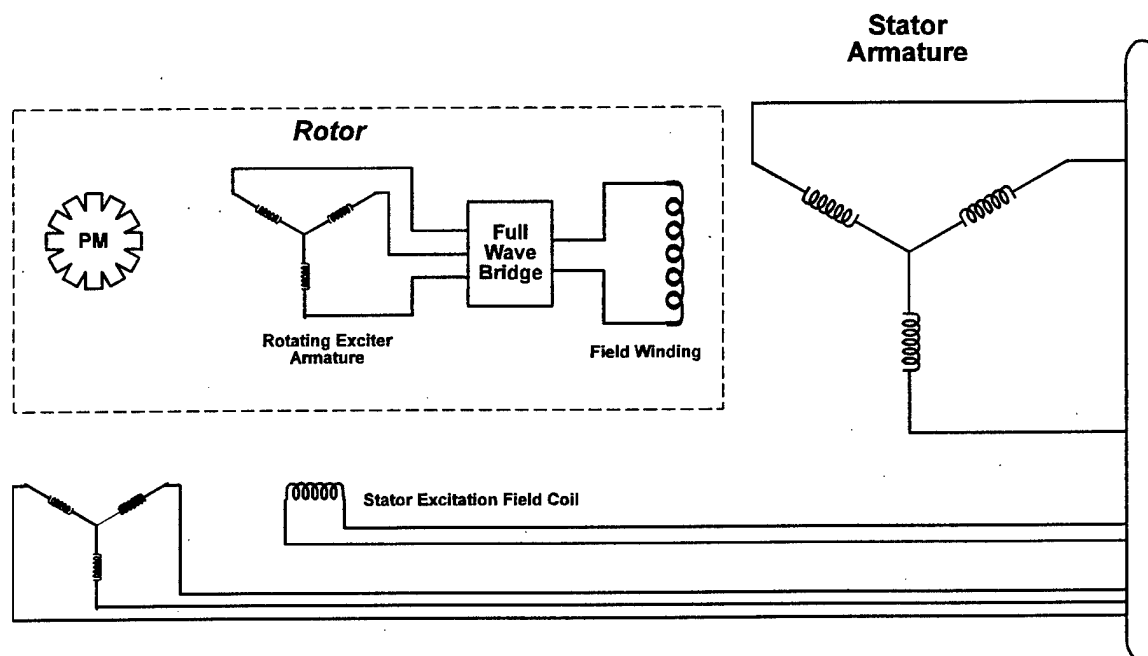 Stator
Armature
Rotor
PM
Full
Wave
Bridge
Rotating Exciter
Armature
Field Winding
Stator Excitation Field Coil